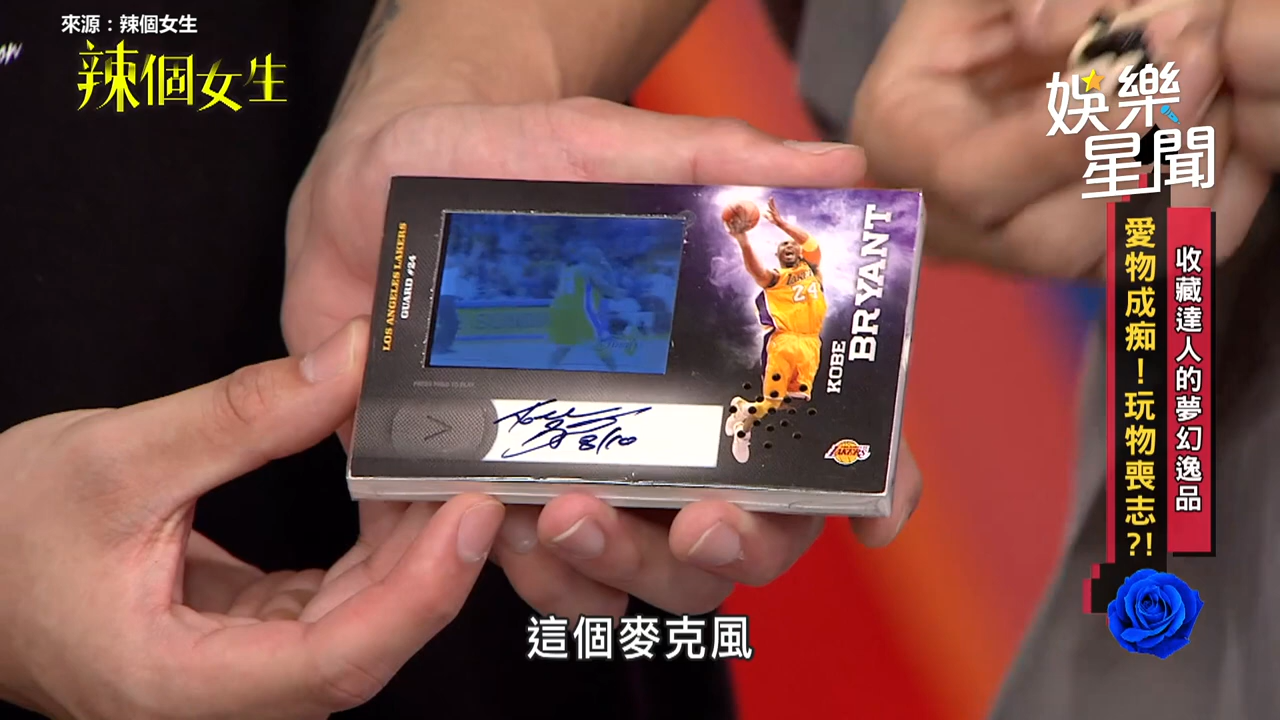 來源：辣個女生
辣個女生
娛樂
星聞
收藏達人的夢幻逸品
愛物成痴！玩物喪志?!
LOS ANGELES LAKERS
GUARD #24
KOBE
BRYANT
24
LAKERS
8/10
這個麥克風